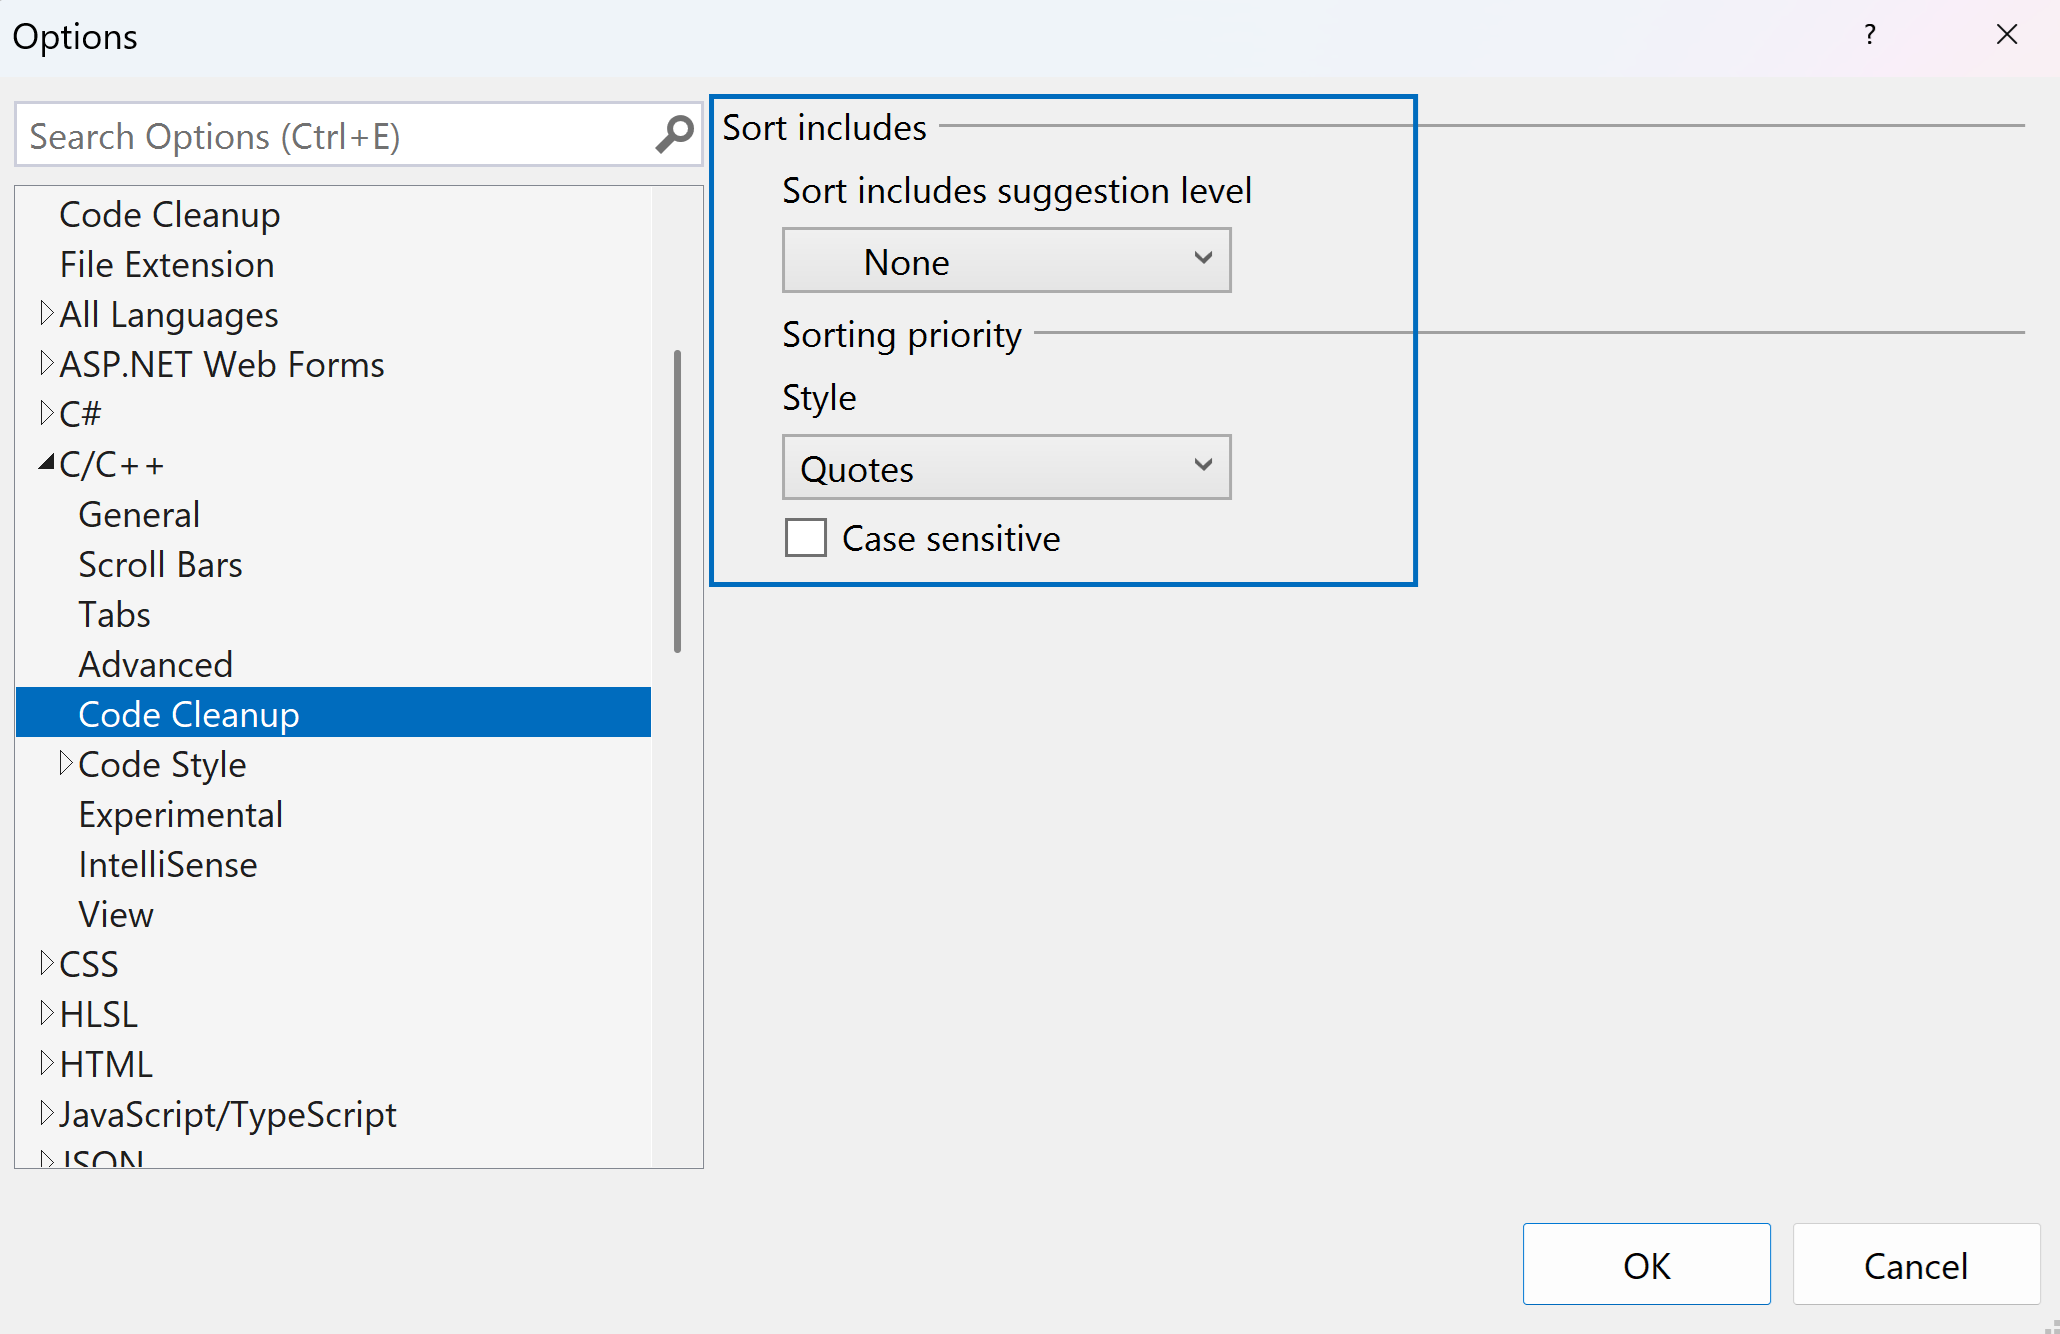 Options
?
Search Options (Ctrl+E)
Code Cleanup
File Extension
All Languages
ASP.NET Web Forms
C#
C/C++
General
Scroll Bars
Tabs
Advanced
Code Cleanup
Code Style
Experimental
IntelliSense
View
CSS
HLSL
HTML
JavaScript/TypeScript
JSON
Sort includes
Sort includes suggestion level
None
Sorting priority
Style
Quotes
Case sensitive
OK
Cancel